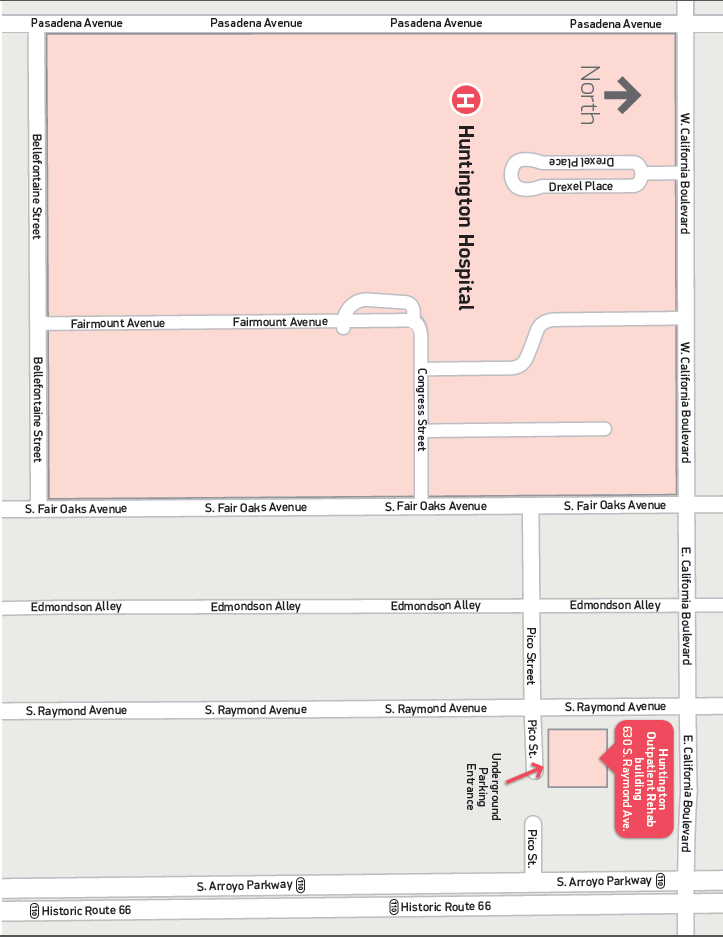 Pasadena Avenue
Pasadena Avenue
Pasadena Avenue
Pasadena Avenue
North
H
Huntington Hospital
Bellefontaine Street
W. California Boulevard
Drexel Place
Drexel Place
Fairmount Avenue
Fairmount Avenue
Bellefontaine Street
Congress Street
W. California Boulevard
S. Fair Oaks Avenue
S. Fair Oaks Avenue
S. Fair Oaks Avenue
S. Fair Oaks Avenue
E. California Boulevard
Edmondson Alley
Edmondson Alley
Edmondson Alley
Edmondson Alley
Pico Street
S. Raymond Avenue
S. Raymond Avenue
S. Raymond Avenue
S. Raymond Avenue
Pico St.
Huntington
Outpatient Rehab
building
630 S. Raymond Ave.
E. California Boulevard
Underground
Parking
Entrance
Pico St.
S. Arroyo Parkway 110
S. Arroyo Parkway 110
110 Historic Route 66
110 Historic Route 66